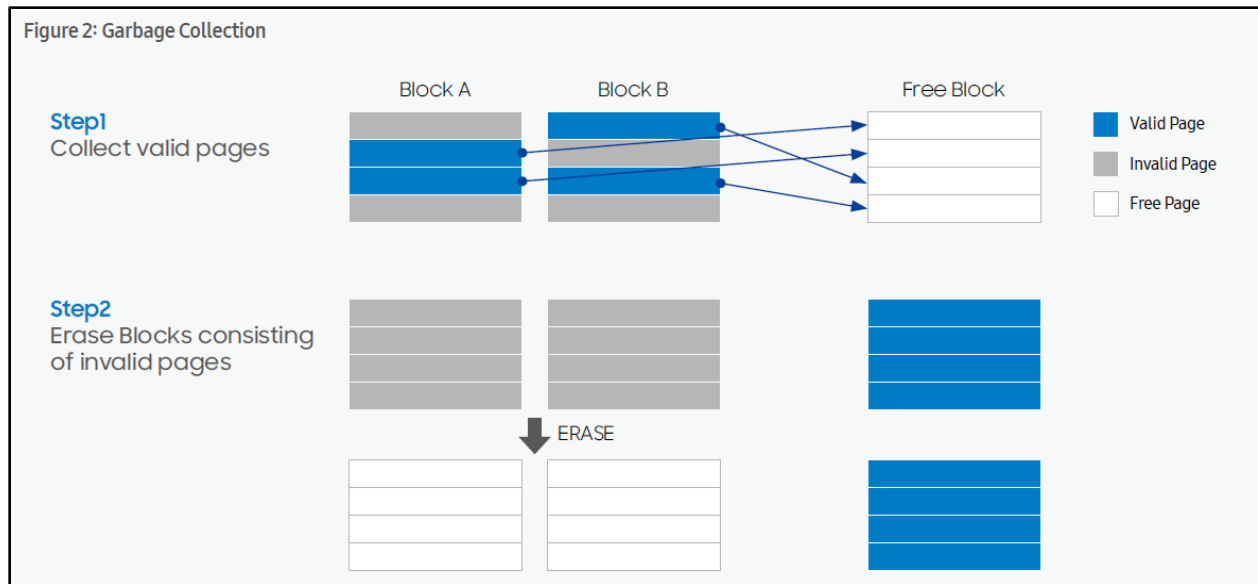 Figure 2: Garbage Collection
Block A
Block B
Free Block
Step1
Collect valid pages
Valid Page
Invalid Page
Free Page
Step2
Erase Blocks consisting
of invalid pages
ERASE